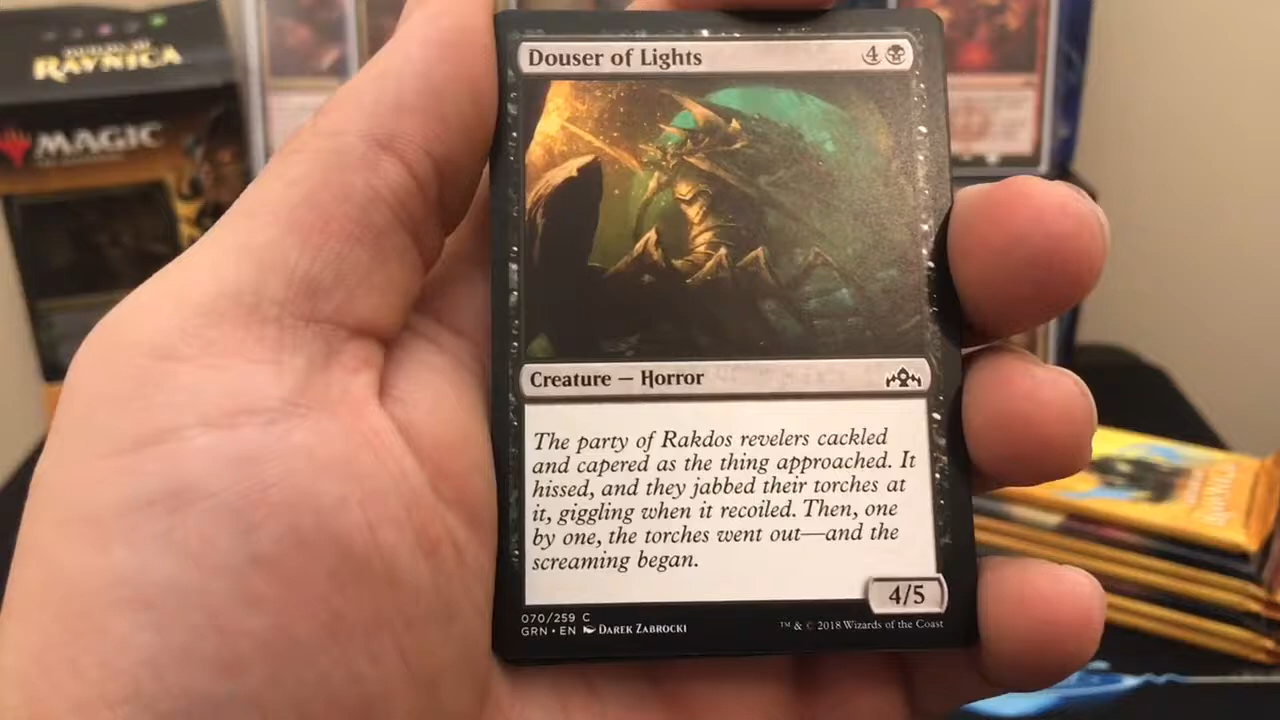 GUILDS OF
RAVNICA
MAGIC
Douser of Lights 4
Creature — Horror
The party of Rakdos revelers cackled
and capered as the thing approached. It
hissed, and they jabbed their torches at
it, giggling when it recoiled. Then, one
by one, the torches went out—and the
screaming began.
4/5
070/259 C
GRN • EN DAREK ZABROCKI
™ & © 2018 Wizards of the Coast